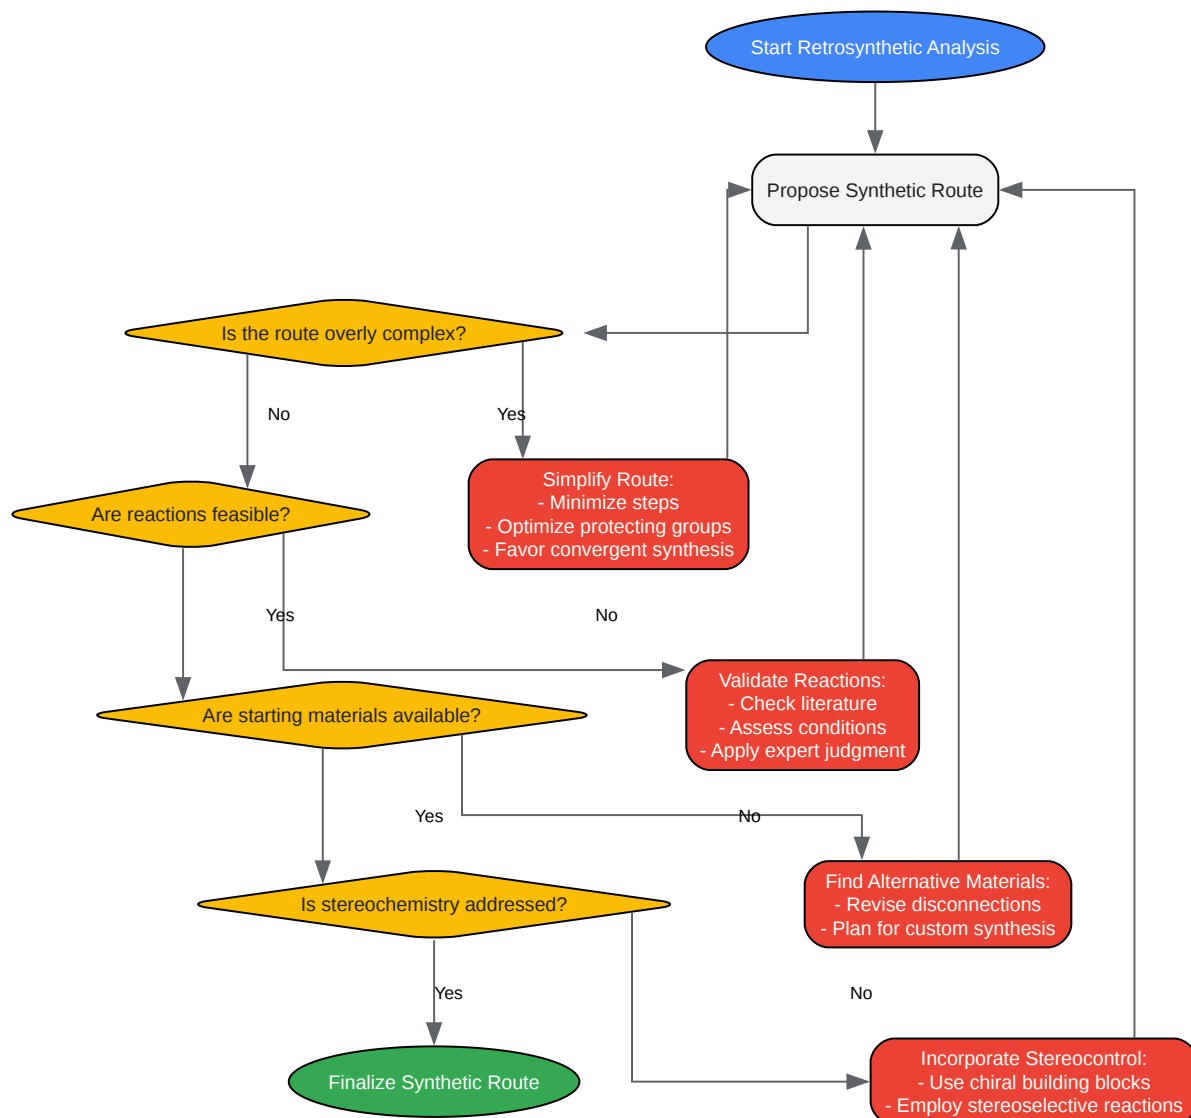 Start Retrosynthetic Analysis
Propose Synthetic Route
Is the route overly complex?
No
Yes
Simplify Route:
- Minimize steps
- Optimize protecting groups
- Favor convergent synthesis
Are reactions feasible?
Yes
No
Validate Reactions:
- Check literature
- Assess conditions
- Apply expert judgment
Are starting materials available?
Yes
No
Find Alternative Materials:
- Revise disconnections
- Plan for custom synthesis
Is stereochemistry addressed?
Yes
No
Incorporate Stereocontrol:
- Use chiral building blocks
- Employ stereoselective reactions
Finalize Synthetic Route